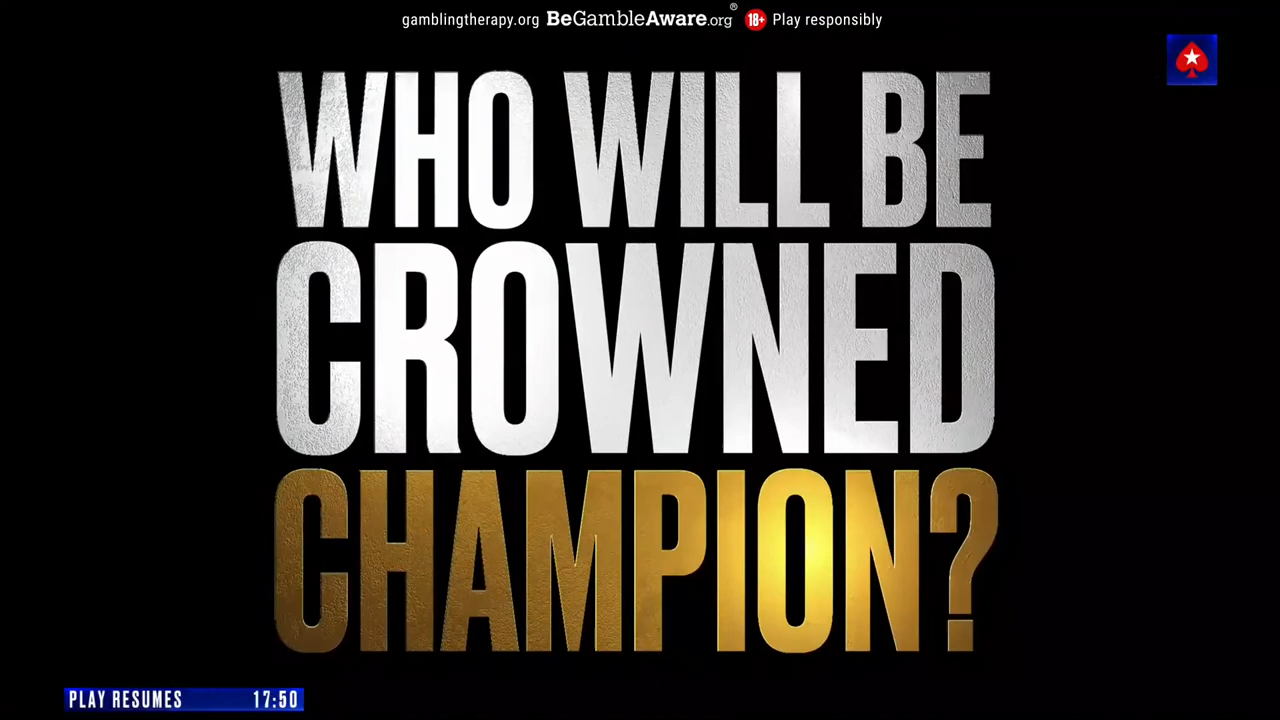 gamblingtherapy.org BeGambleAware.org® 18+ Play responsibly
WHO WILL BE
CROWNED
CHAMPION?
PLAY RESUMES 17:50